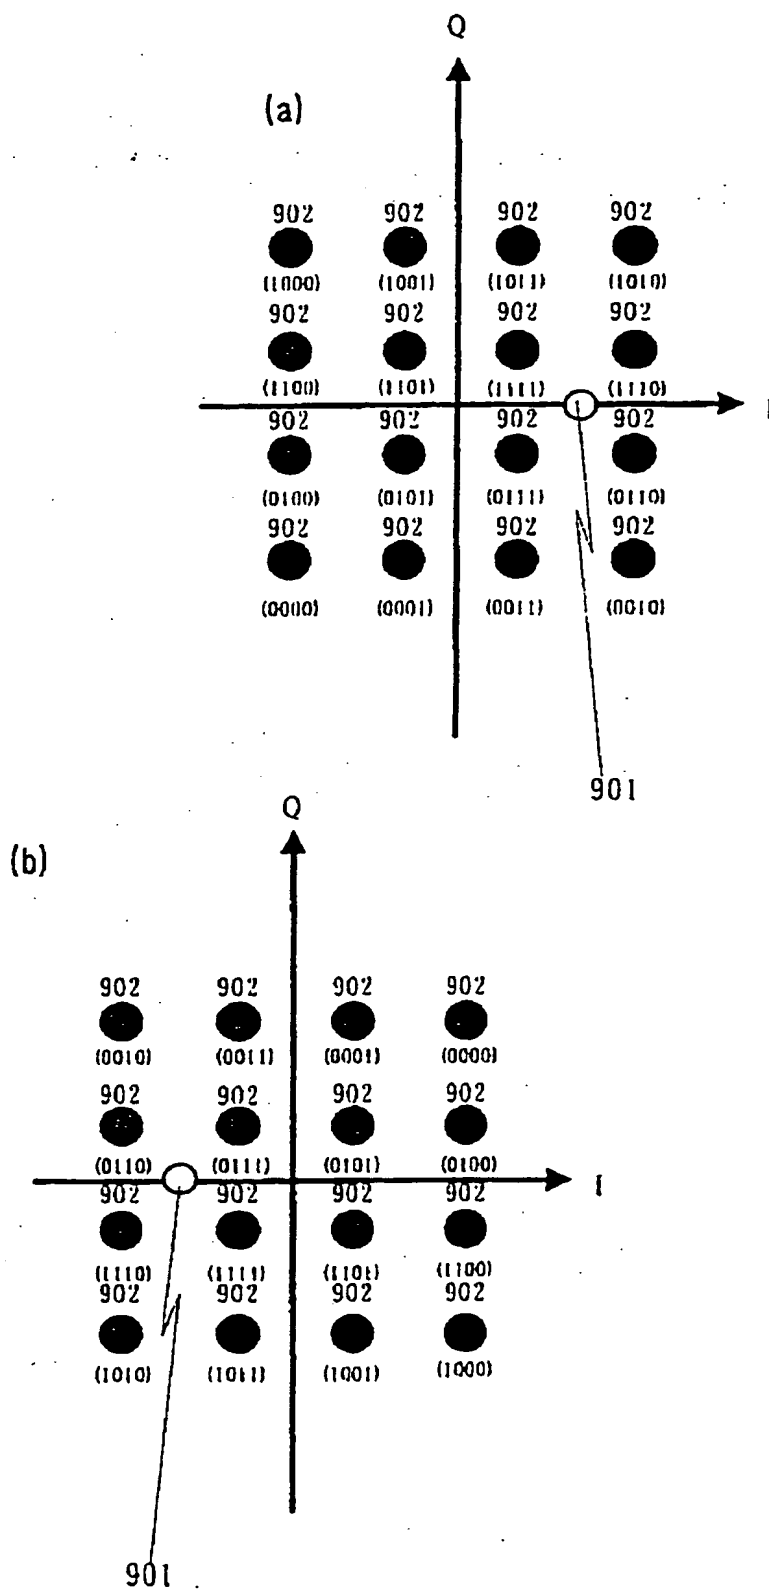 Q
(a)
902 902 902 902
(1000) (1001) (1011) (1010)
902 902 902 902
(1100) (1101) (1111) (1110)
I
902 902 902 902
(0100) (0101) (0111) (0110)
902 902 902 902
(0000) (0001) (0011) (0010)
901
Q
(b)
902 902 902 902
(0010) (0011) (0001) (0000)
902 902 902 902
(0110) (0111) (0101) (0100)
I
902 902 902 902
(1110) (1111) (1101) (1100)
902 902 902 902
(1010) (1011) (1001) (1000)
901